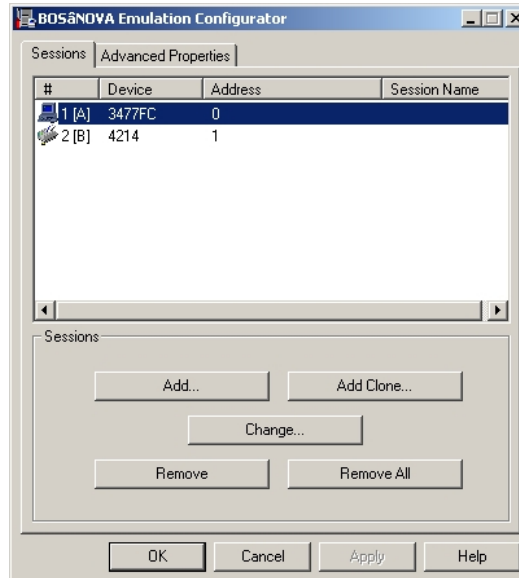 BOSâNOVA Emulation Configurator
Sessions Advanced Properties
# Device Address Session Name
1 [A] 3477FC 0
2 [B] 4214 1
Sessions
Add... Add Clone...
Change...
Remove Remove All
OK Cancel Apply Help